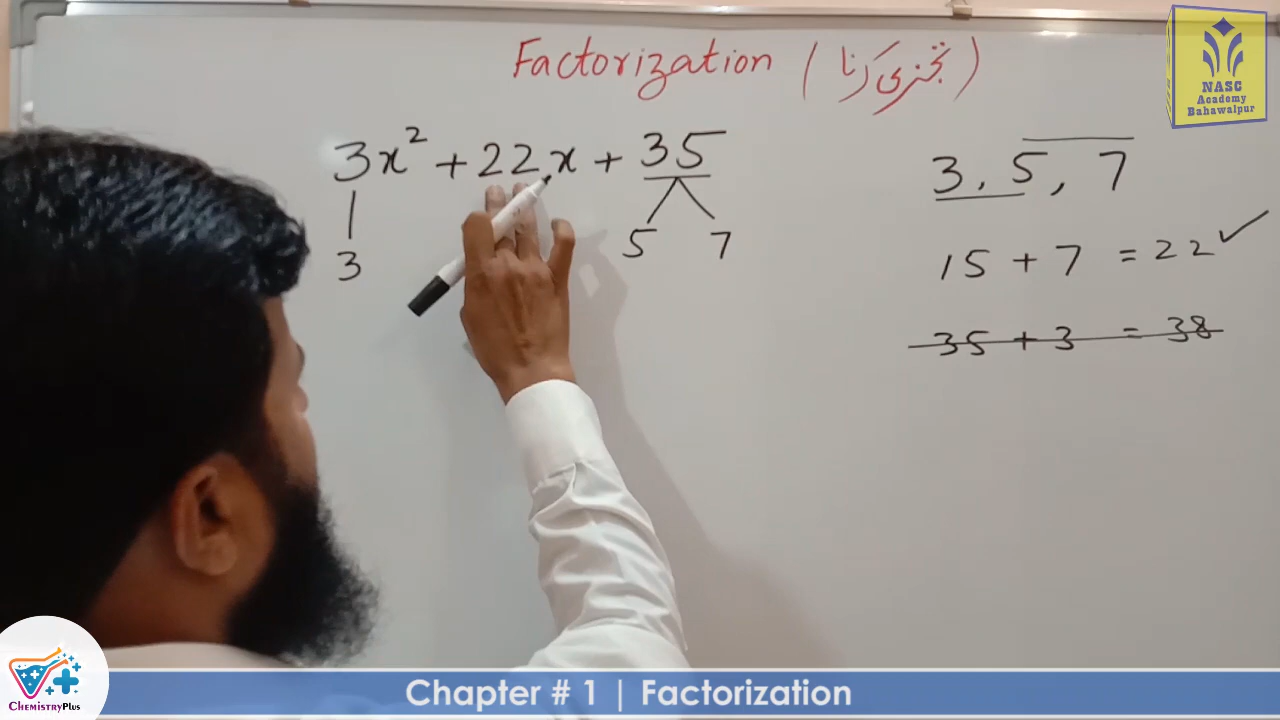 Factorization ( تجزی کرنا )
3x² + 22x + 35
3
5 7
3, 5, 7
15 + 7 = 22 ✓
35 + 3 = 38
NASC
Academy
Bahawalpur
CHEMISTRYPLUS
Chapter # 1 | Factorization